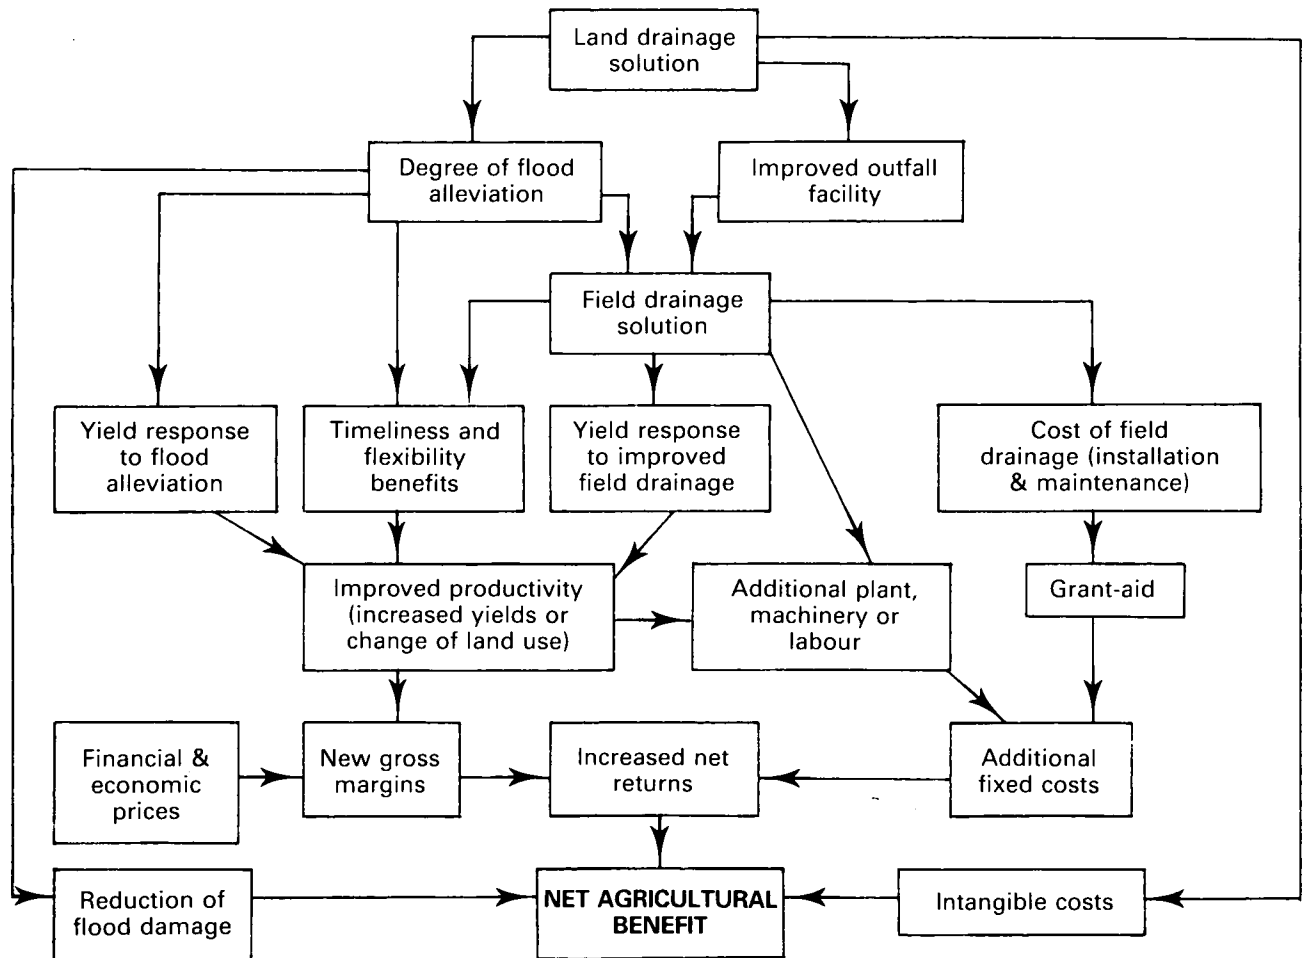 Land drainage
solution
Degree of flood
alleviation
Improved outfall
facility
Field drainage
solution
Yield response
to flood
alleviation
Timeliness and
flexibility
benefits
Yield response
to improved
field drainage
Cost of field
drainage (installation
& maintenance)
Improved productivity
(increased yields or
change of land use)
Additional plant,
machinery or
labour
Grant-aid
Financial &
economic
prices
New gross
margins
Increased net
returns
Additional
fixed costs
Reduction of
flood damage
NET AGRICULTURAL
BENEFIT
Intangible costs